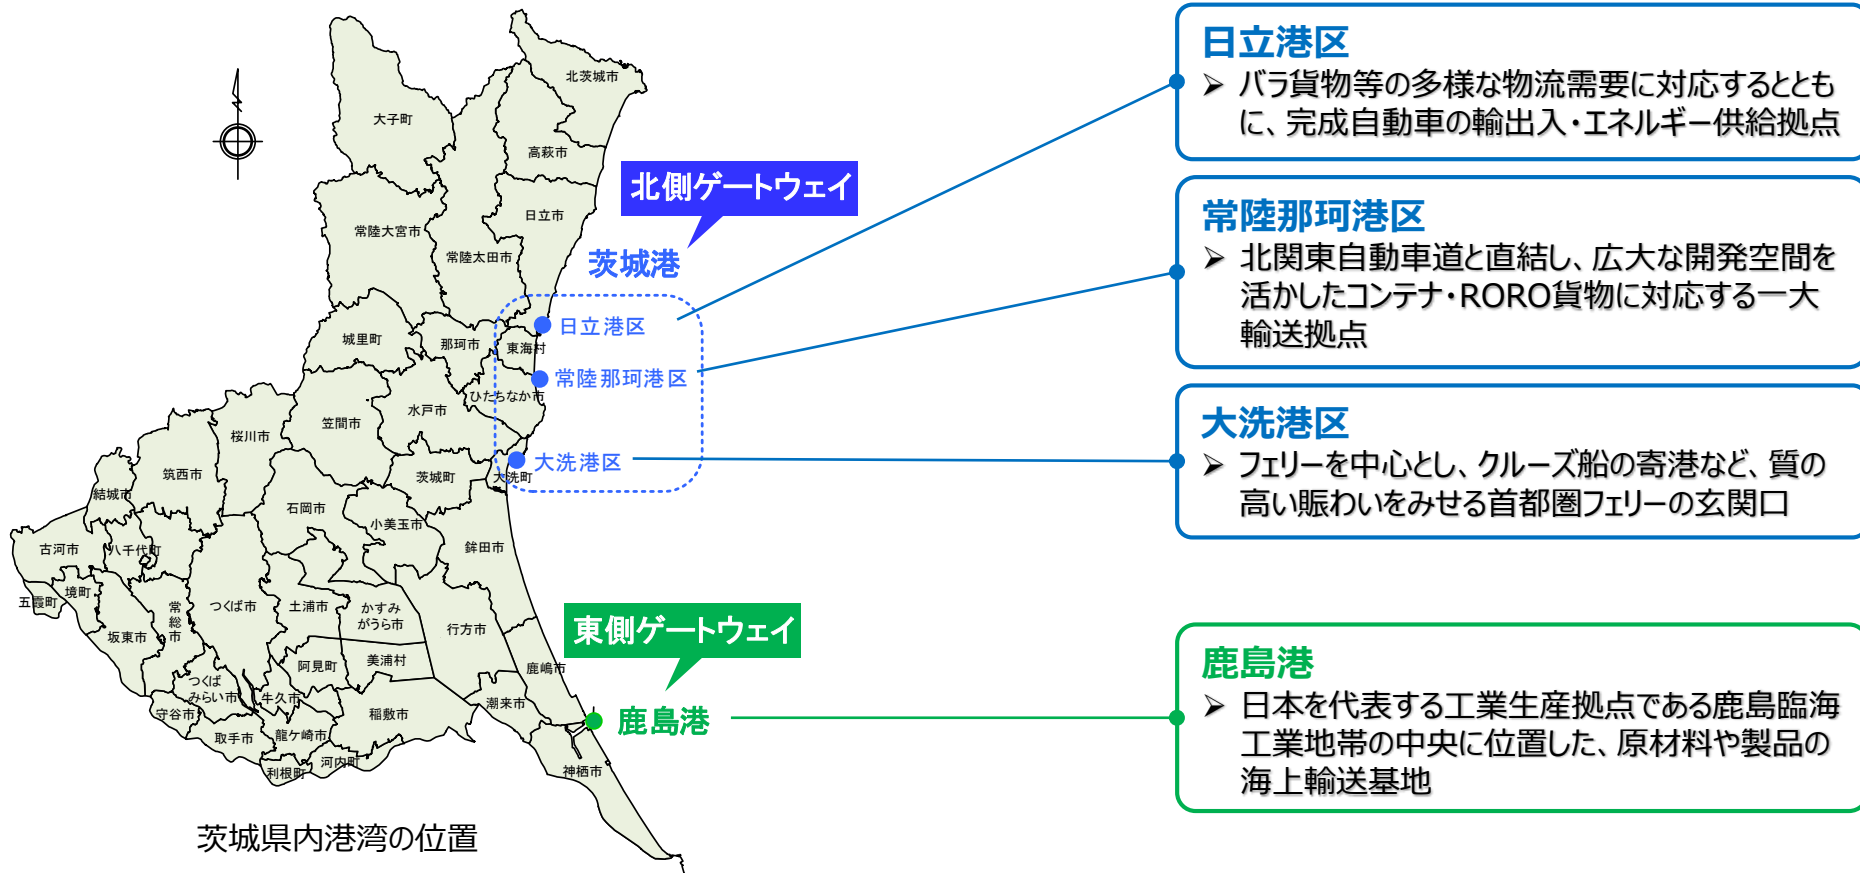 北茨城市
大子町
高萩市
日立市
常陸大宮市
常陸太田市
北側ゲートウェイ
茨城港
日立港区
城里町
那珂市
東海村
常陸那珂港区
ひたちなか市
水戸市
笠間市
桜川市
大洗港区
大洗町
茨城町
筑西市
結城市
石岡市
小美玉市
鉾田市
古河市
八千代町
五霞町
境町
坂東市
常総市
つくば市
土浦市
かすみ
がうら市
行方市
東側ゲートウェイ
鹿嶋市
阿見町
美浦村
つくば
みらい市
牛久市
守谷市
取手市
龍ケ崎市
稲敷市
潮来市
鹿島港
利根町
河内町
神栖市
茨城県内港湾の位置
日立港区
➢ バラ貨物等の多様な物流需要に対応するととも
に、完成自動車の輸出入・エネルギー供給拠点
常陸那珂港区
➢ 北関東自動車道と直結し、広大な開発空間を
活かしたコンテナ・RORO貨物に対応する一大
輸送拠点
大洗港区
➢ フェリーを中心とし、クルーズ船の寄港など、質の
高い賑わいをみせる首都圏フェリーの玄関口
鹿島港
➢ 日本を代表する工業生産拠点である鹿島臨海
工業地帯の中央に位置した、原材料や製品の
海上輸送基地